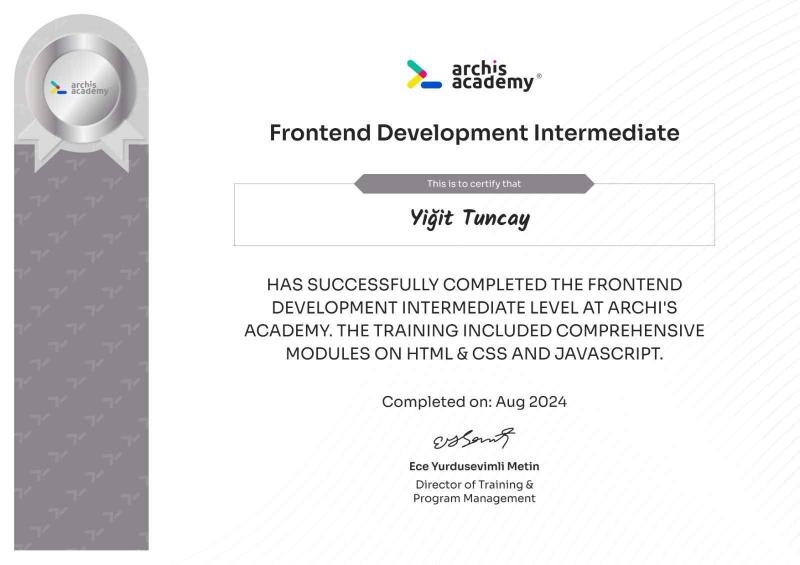 archis
academy
archis
academy®
Frontend Development Intermediate
This is to certify that
Yiğit Tuncay
HAS SUCCESSFULLY COMPLETED THE FRONTEND
DEVELOPMENT INTERMEDIATE LEVEL AT ARCHI'S
ACADEMY. THE TRAINING INCLUDED COMPREHENSIVE
MODULES ON HTML & CSS AND JAVASCRIPT.
Completed on: Aug 2024
Ece Yurdusevimli Metin
Director of Training &
Program Management